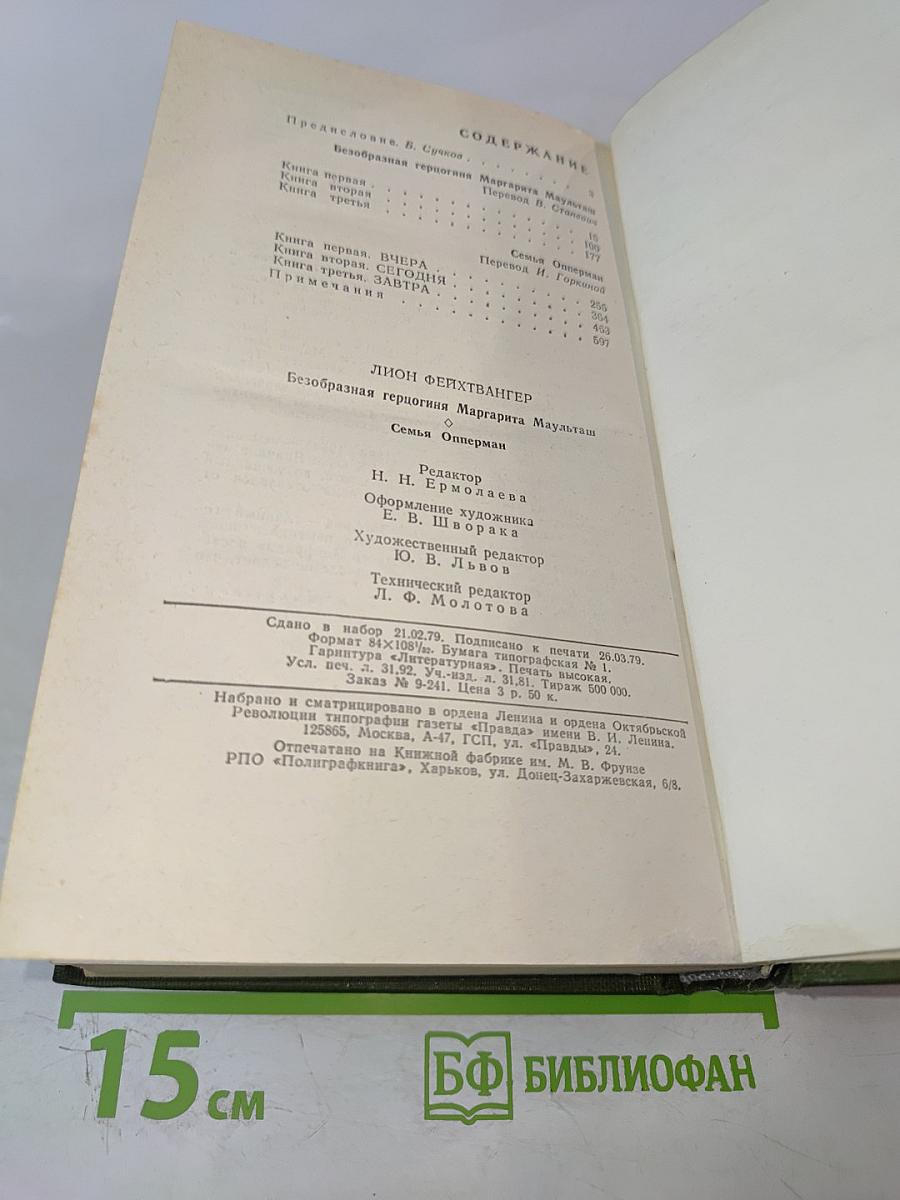 СОДЕРЖАНИЕ
Предисловие. Б. Сучков . . . . . . . . 3
Безобразная герцогиня Маргарита Маульташ
Перевод В. Станевич
Книга первая . . . . . . . . . . . 15
Книга вторая . . . . . . . . . . . 100
Книга третья . . . . . . . . . . . 177
Семья Опперман
Перевод И. Горкиной
Книга первая. ВЧЕРА . . . . . . . . 255
Книга вторая. СЕГОДНЯ . . . . . . . 364
Книга третья. ЗАВТРА . . . . . . . . 463
Примечания . . . . . . . . . . . 597
ЛИОН ФЕЙХТВАНГЕР
Безобразная герцогиня Маргарита Маульташ
◇
Семья Опперман
Редактор
Н. Н. Ермолаева
Оформление художника
Е. В. Шворака
Художественный редактор
Ю. В. Львов
Технический редактор
Л. Ф. Молотова
Сдано в набор 21.02.79. Подписано к печати 26.03.79.
Формат 84×108¹/₃₂. Бумага типографская № 1.
Гарнитура «Литературная». Печать высокая.
Усл. печ. л. 31,92. Уч.-изд. л. 31,81. Тираж 500 000.
Заказ № 9-241. Цена 3 р. 50 к.
Набрано и сматрицировано в ордена Ленина и ордена Октябрьской
Революции типографии газеты «Правда» имени В. И. Ленина.
125865, Москва, А-47, ГСП, ул. «Правды», 24.
Отпечатано на Книжной фабрике им. М. В. Фрунзе
РПО «Полиграфкнига», Харьков, ул. Донец-Захаржевская, 6/8.
15 см
БФ БИБЛИОФАН